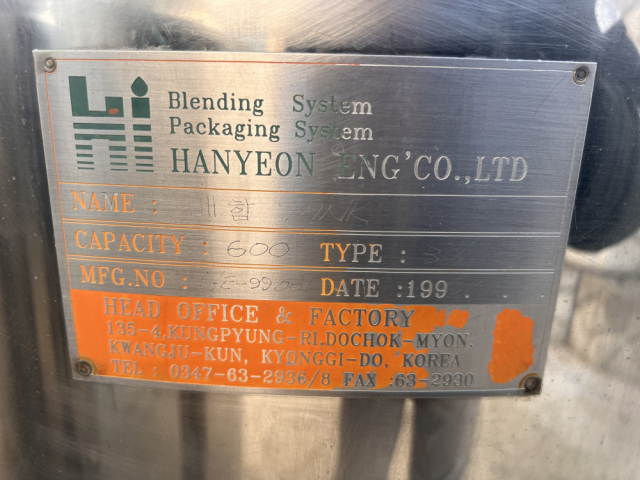 Blending System
Packaging System
HANYEON ENG'CO.,LTD
NAME :
CAPACITY : 600 TYPE :
MFG.NO : DATE :199 . .
HEAD OFFICE & FACTORY
135-4,KUNGPYUNG-RI,DOCHOK-MYON,
KWANGJU-KUN, KYONGGI-DO, KOREA
TEL : 0347-63-2936/8 FAX :63-2930